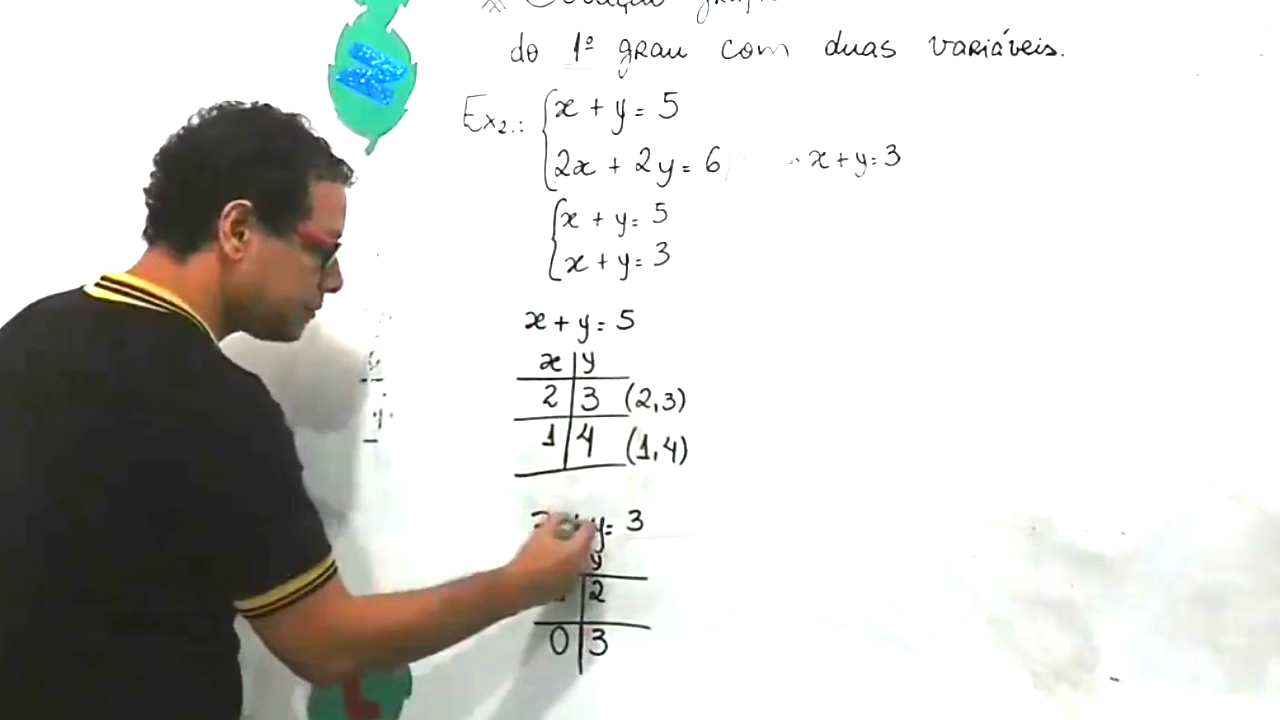 do 1º grau com duas variáveis.
Ex2.: x + y = 5
2x + 2y = 6 x + y = 3
x + y = 5
x + y = 3
x + y = 5
x y
2 3 (2,3)
1 4 (1,4)
y = 3
y
2
0 3